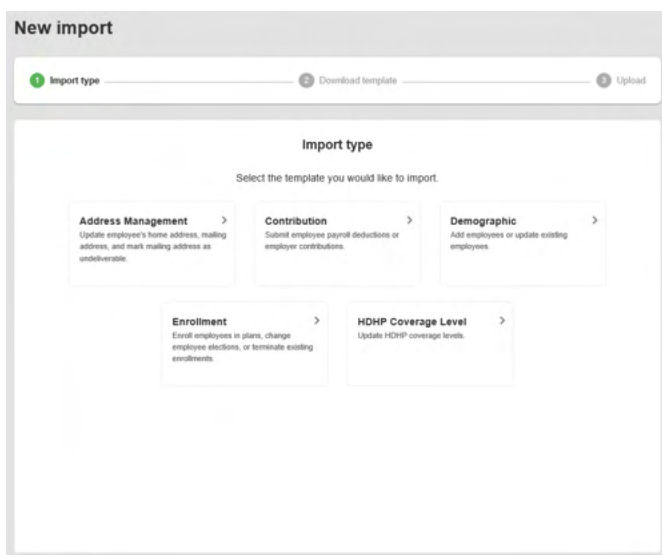 New import
1 Import type
2 Download template
3 Upload
Import type
Select the template you would like to import.
Address Management
Update employee's home address, mailing
address, and mark mailing address as
undeliverable.
Contribution
Submit employee payroll deductions or
employer contributions.
Demographic
Add employees or update existing
employees.
Enrollment
Enroll employees in plans, change
employee elections, or terminate existing
enrollments.
HDHP Coverage Level
Update HDHP coverage levels.